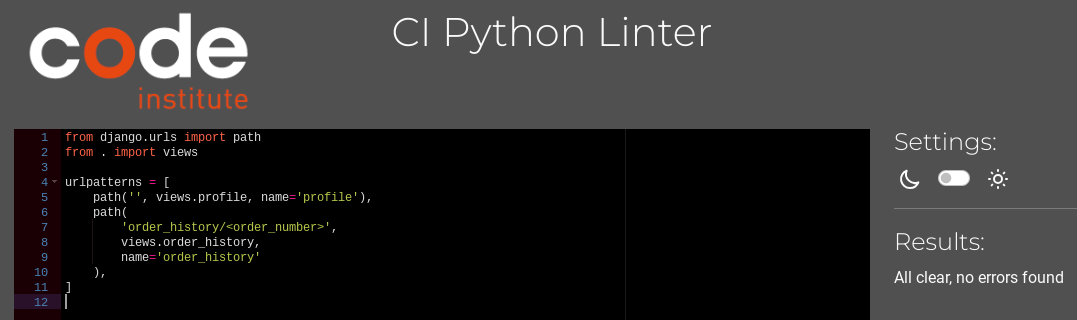 code
institute
CI Python Linter
1 from django.urls import path
2 from . import views
3
4 urlpatterns = [
5     path('', views.profile, name='profile'),
6     path(
7         'order_history/<order_number>',
8         views.order_history,
9         name='order_history'
10     ),
11 ]
12
Settings:
Results:
All clear, no errors found